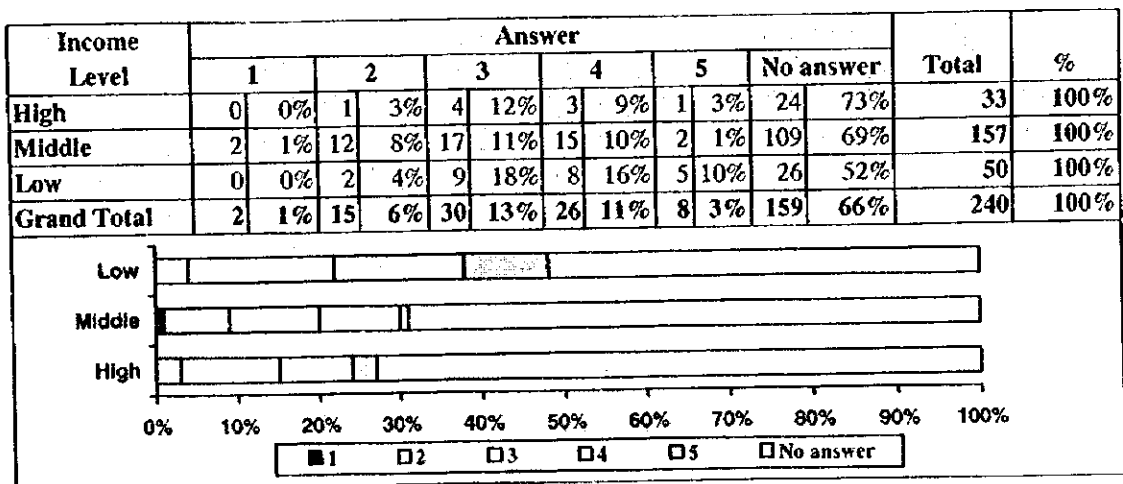 Income Level Answer Total %
1 2 3 4 5 No answer
High 0 0% 1 3% 4 12% 3 9% 1 3% 24 73% 33 100%
Middle 2 1% 12 8% 17 11% 15 10% 2 1% 109 69% 157 100%
Low 0 0% 2 4% 9 18% 8 16% 5 10% 26 52% 50 100%
Grand Total 2 1% 15 6% 30 13% 26 11% 8 3% 159 66% 240 100%
Low
Middle
High
0% 10% 20% 30% 40% 50% 60% 70% 80% 90% 100%
1 2 3 4 5 No answer